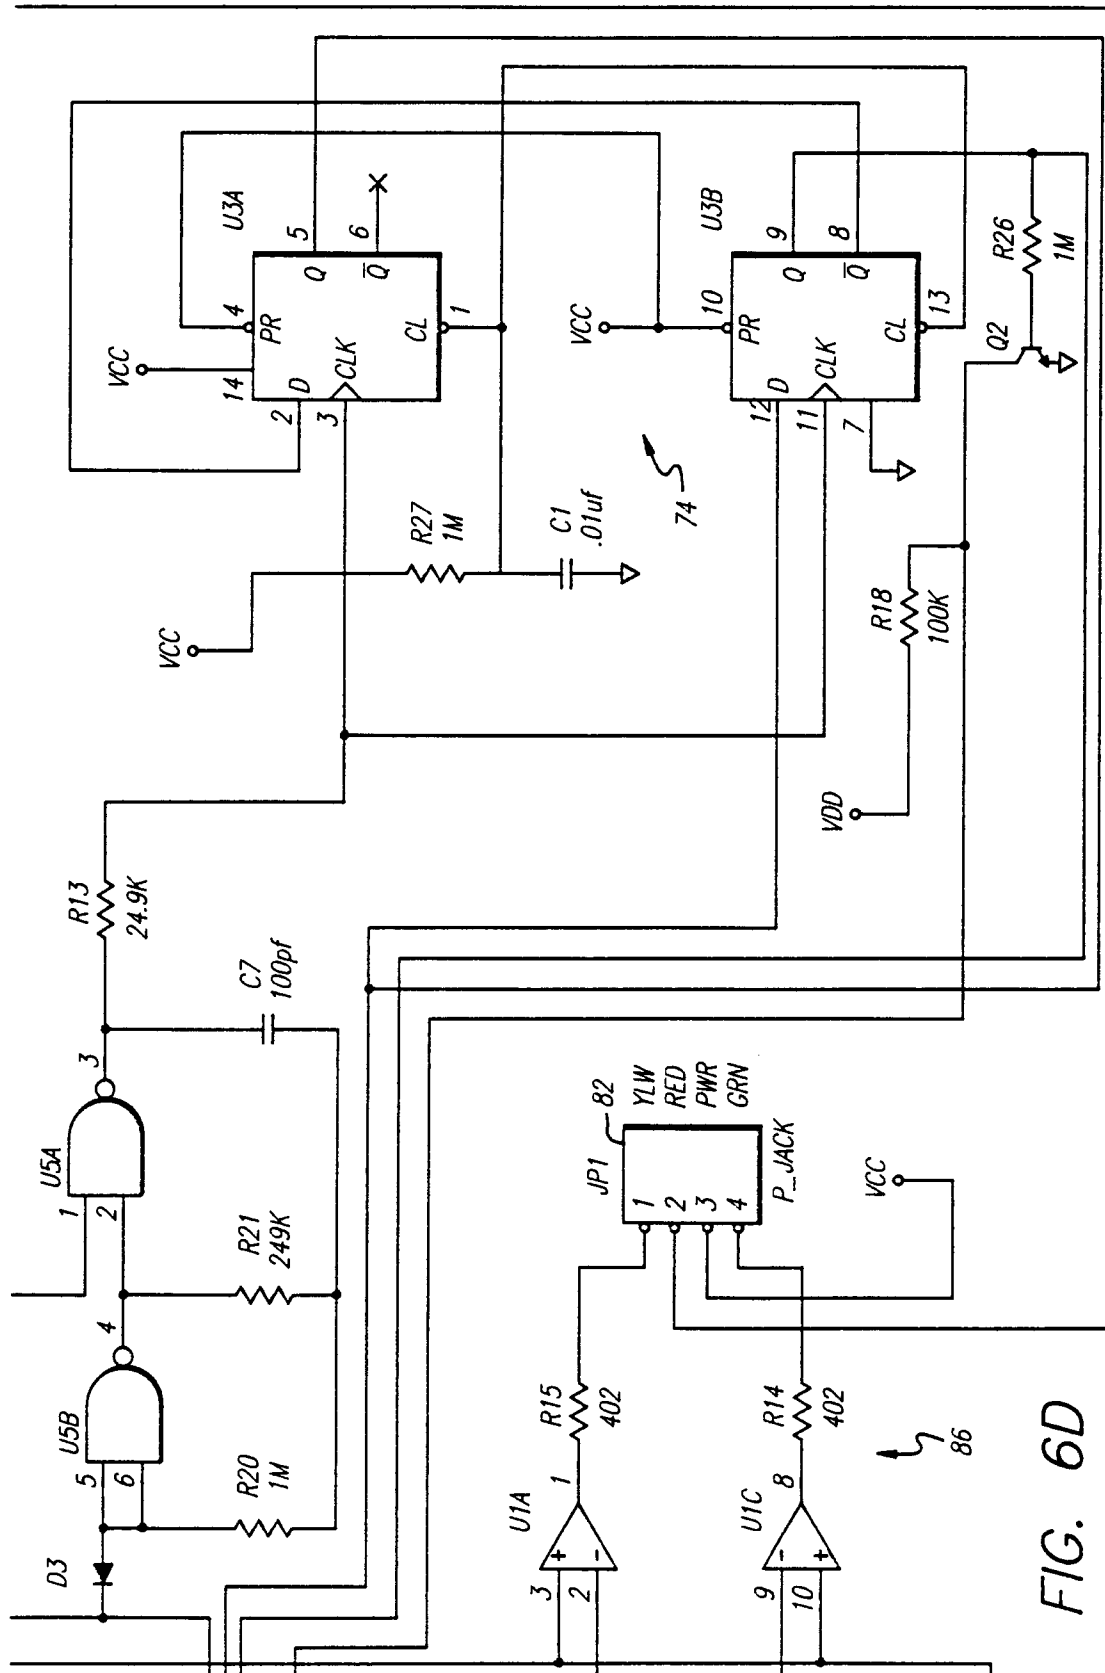 D3
5
6
U5B
4
R20
1M
1
2
U5A
3
R21
249K
C7
100pf
R13
24.9K
VCC
R27
1M
C1
.01uf
VCC
14
4
PR
2
D
3
CLK
CL
1
U3A
5
Q
6
Q̅
74
VCC
10
PR
12
D
11
CLK
7
CL
13
U3B
9
Q
8
Q̅
VDD
R18
100K
Q2
R26
1M
3
+
2
-
U1A
1
R15
402
9
-
10
+
U1C
8
R14
402
86
JP1
82
1
2
3
4
YLW
RED
PWR
GRN
P_JACK
VCC
FIG. 6D